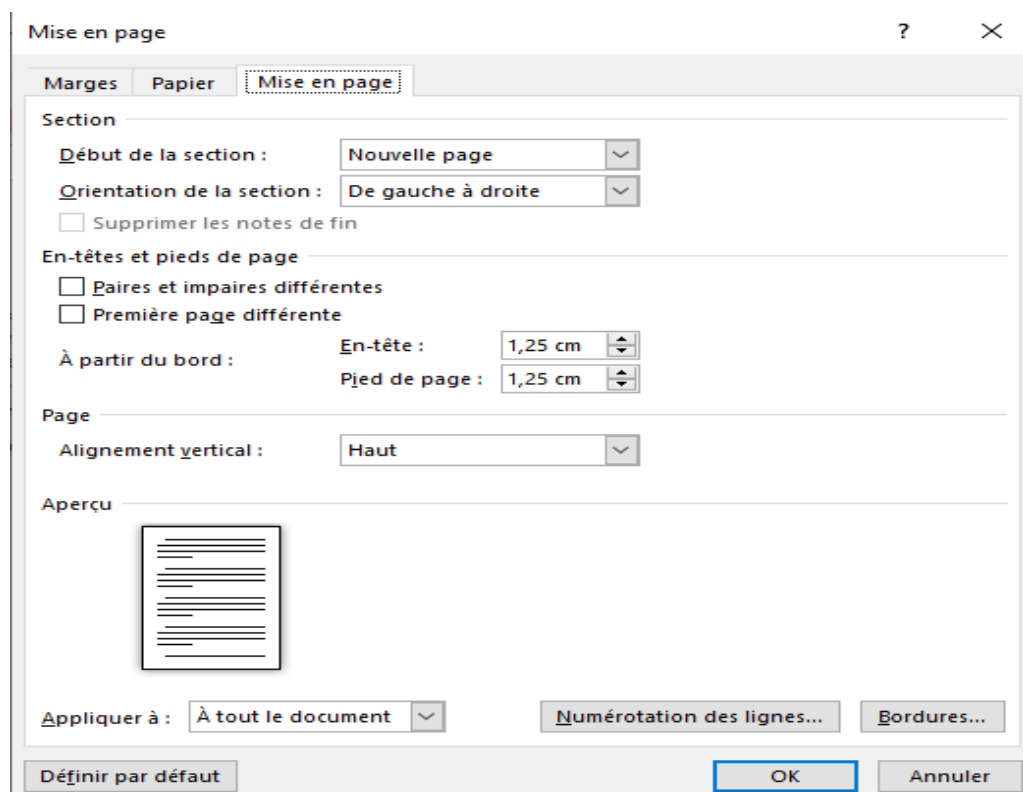 Mise en page ?
Marges Papier Mise en page
Section
Début de la section : Nouvelle page
Orientation de la section : De gauche à droite
Supprimer les notes de fin
En-têtes et pieds de page
Paires et impaires différentes
Première page différente
À partir du bord :
En-tête : 1,25 cm
Pied de page : 1,25 cm
Page
Alignement vertical : Haut
Aperçu
Appliquer à : À tout le document Numérotation des lignes... Bordures...
Définir par défaut OK Annuler